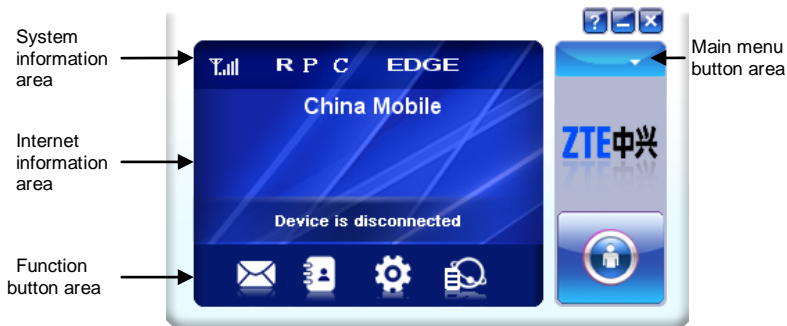 System
information
area
Internet
information
area
Function
button area
?
R P C EDGE
China Mobile
Device is disconnected
ZTE中兴
Main menu
button area